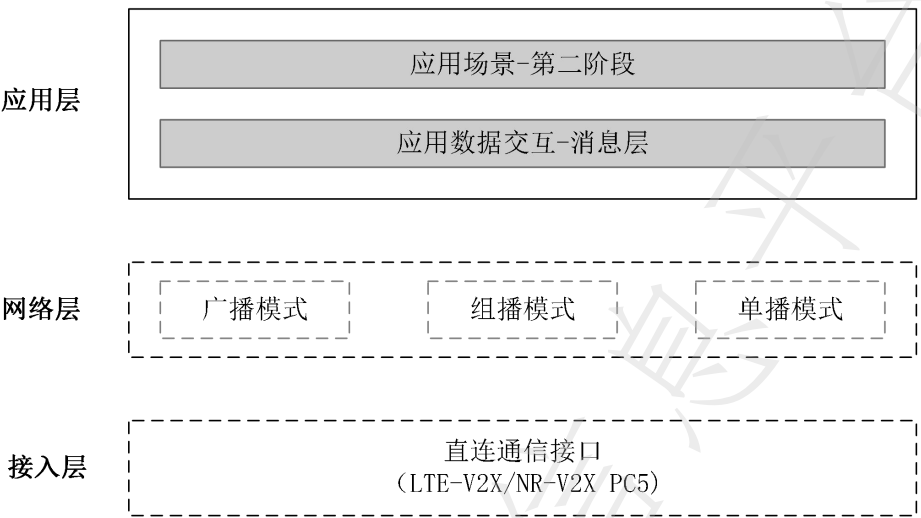 应用层
应用场景-第二阶段
应用数据交互-消息层
网络层
广播模式
组播模式
单播模式
接入层
直连通信接口
（LTE-V2X/NR-V2X PC5）